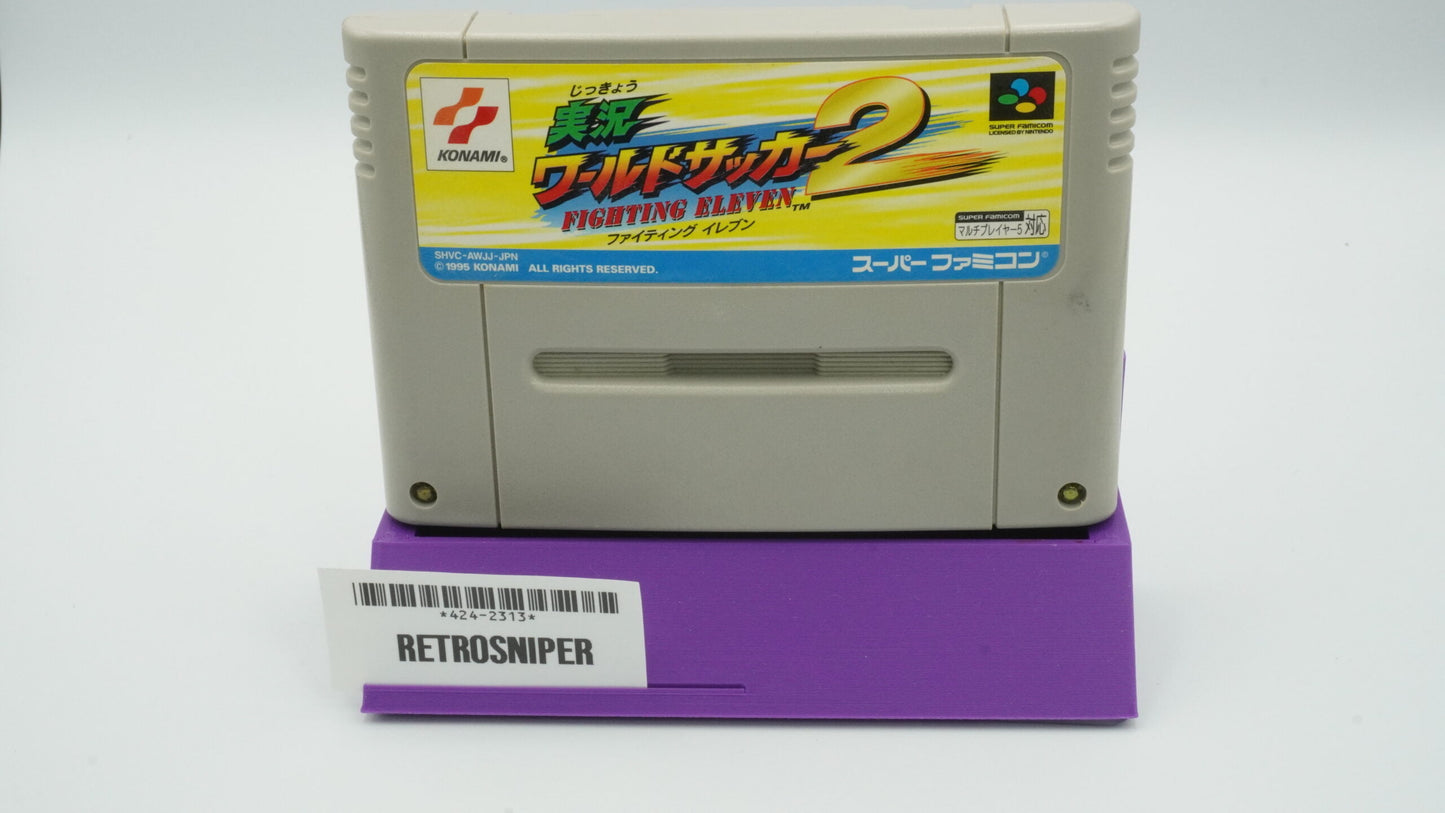 KONAMI®
じっきょう
実況
ワールドサッカー2
FIGHTING ELEVEN™
ファイティング イレブン
SUPER FAMICOM
LICENSED BY NINTENDO
SUPER FAMICOM
マルチプレイヤー5 対応
SHVC-AWJJ-JPN
©1995 KONAMI ALL RIGHTS RESERVED.
スーパーファミコン®
*424-2313*
RETROSNIPER